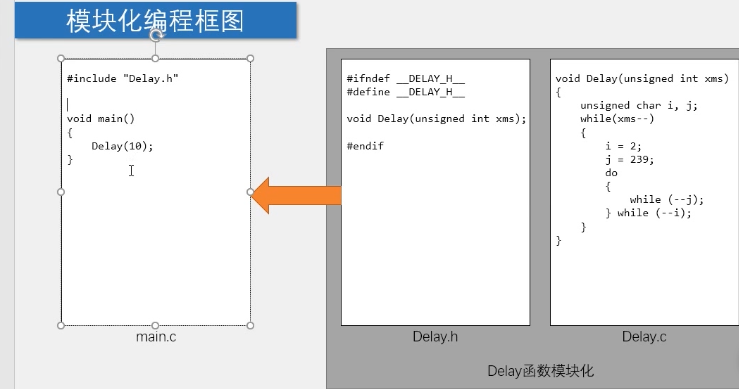 模块化编程框图
#include "Delay.h"
void main()
{
    Delay(10);
}
main.c
#ifndef __DELAY_H__
#define __DELAY_H__
void Delay(unsigned int xms);
#endif
Delay.h
void Delay(unsigned int xms)
{
    unsigned char i, j;
    while(xms--)
    {
        i = 2;
        j = 239;
        do
        {
            while (--j);
        } while (--i);
    }
}
Delay.c
Delay函数模块化